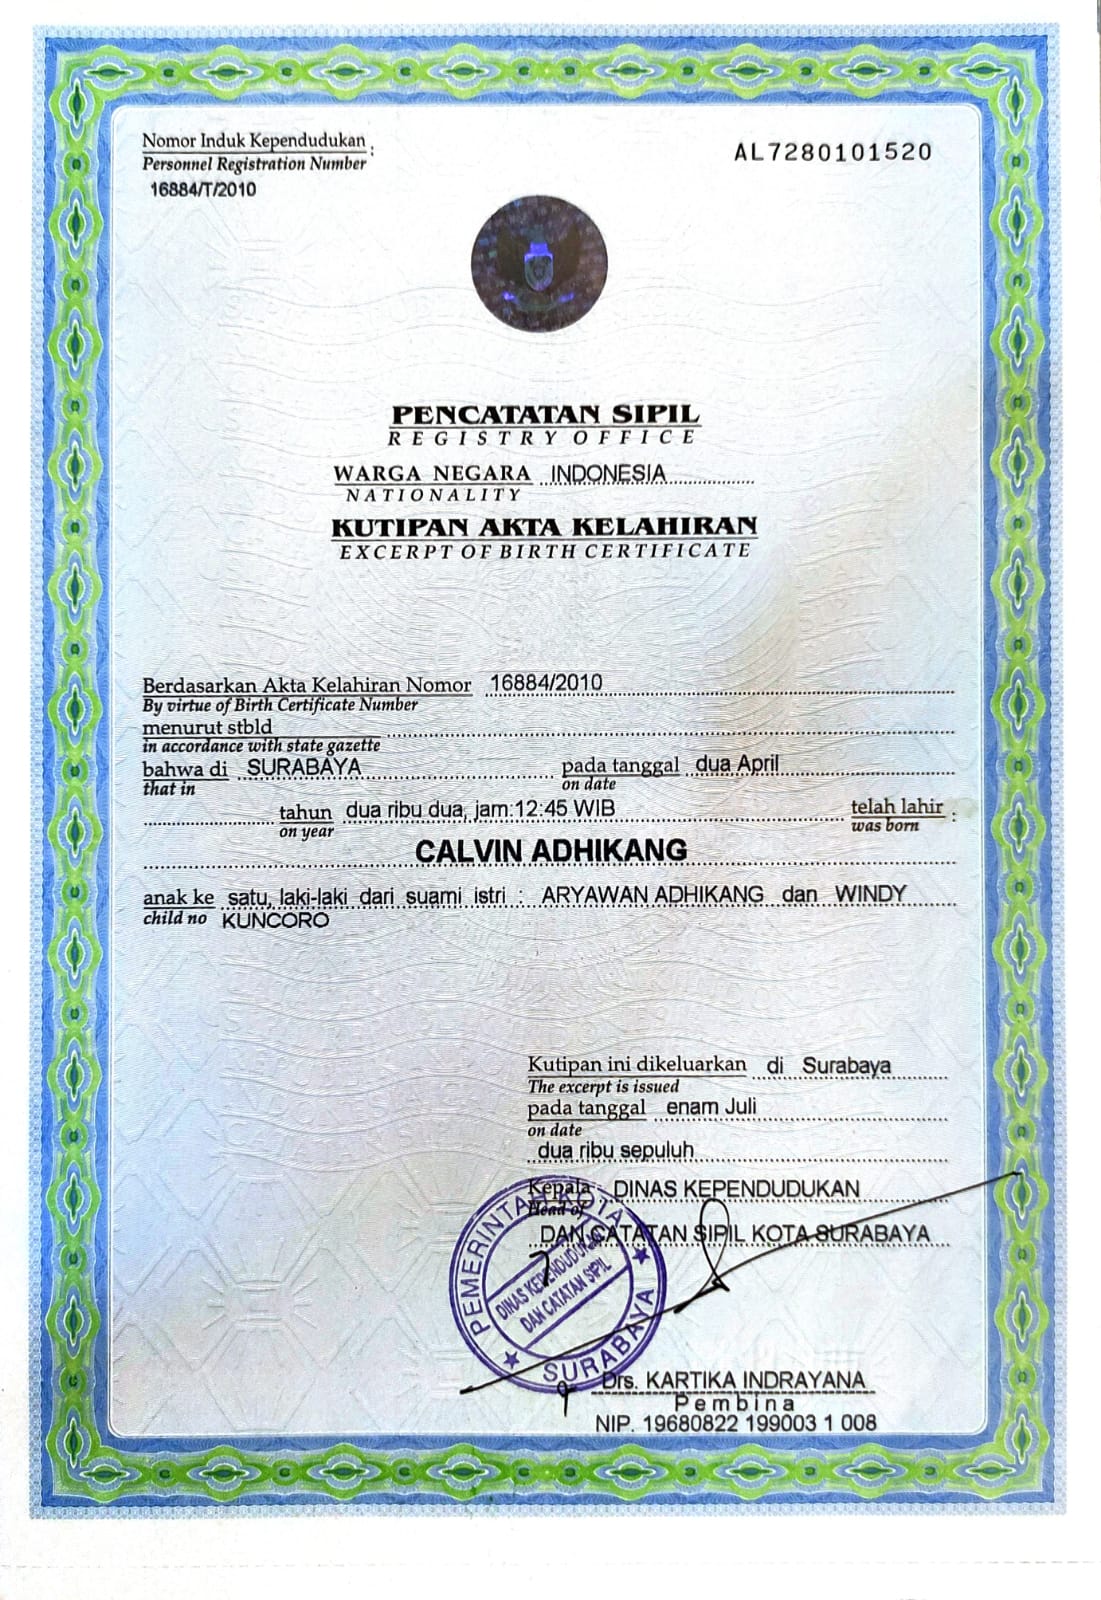 Nomor Induk Kependudukan :
Personnel Registration Number
16884/T/2010
AL7280101520
PENCATATAN SIPIL
REGISTRY OFFICE
WARGA NEGARA INDONESIA
NATIONALITY
KUTIPAN AKTA KELAHIRAN
EXCERPT OF BIRTH CERTIFICATE
Berdasarkan Akta Kelahiran Nomor 16884/2010
By virtue of Birth Certificate Number
menurut stbld
in accordance with state gazette
bahwa di SURABAYA pada tanggal dua April
that in on date
tahun dua ribu dua, jam:12:45 WIB telah lahir :
on year was born
CALVIN ADHIKANG
anak ke satu, laki-laki dari suami istri : ARYAWAN ADHIKANG dan WINDY
child no KUNCORO
Kutipan ini dikeluarkan di Surabaya
The excerpt is issued
pada tanggal enam Juli
on date
dua ribu sepuluh
Kepala DINAS KEPENDUDUKAN
Head of
DAN CATATAN SIPIL KOTA SURABAYA
PEMERINTAH KOTA
DINAS KEPENDUDUKAN
DAN CATATAN SIPIL
SURABAYA
Drs. KARTIKA INDRAYANA
Pembina
NIP. 19680822 199003 1 008